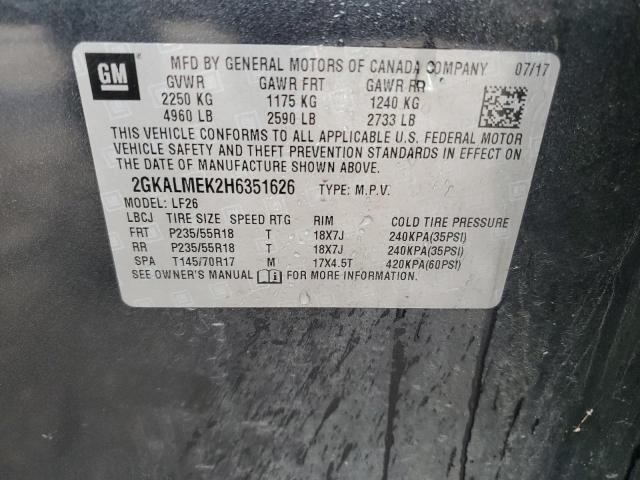 GM
MFD BY GENERAL MOTORS OF CANADA COMPANY 07/17
GVWR GAWR FRT GAWR RR
2250 KG 1175 KG 1240 KG
4960 LB 2590 LB 2733 LB
THIS VEHICLE CONFORMS TO ALL APPLICABLE U.S. FEDERAL MOTOR
VEHICLE SAFETY AND THEFT PREVENTION STANDARDS IN EFFECT ON
THE DATE OF MANUFACTURE SHOWN ABOVE.
2GKALMEK2H6351626 TYPE: M.P.V.
MODEL: LF26
LBCJ TIRE SIZE SPEED RTG RIM COLD TIRE PRESSURE
FRT P235/55R18 T 18X7J 240KPA(35PSI)
RR P235/55R18 T 18X7J 240KPA(35PSI)
SPA T145/70R17 M 17X4.5T 420KPA(60PSI)
SEE OWNER'S MANUAL FOR MORE INFORMATION.